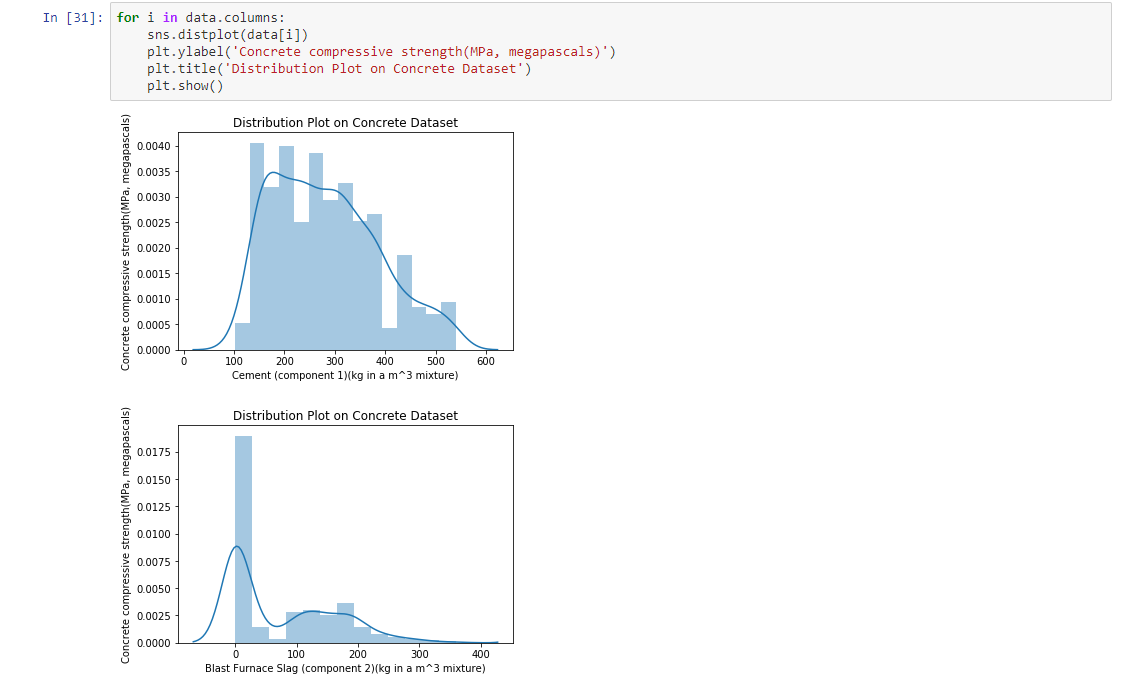 In [31]: for i in data.columns:
sns.distplot(data[i])
plt.ylabel('Concrete compressive strength(MPa, megapascals)')
plt.title('Distribution Plot on Concrete Dataset')
plt.show()
Distribution Plot on Concrete Dataset
Concrete compressive strength(MPa, megapascals)
0.0040
0.0035
0.0030
0.0025
0.0020
0.0015
0.0010
0.0005
0.0000
0 100 200 300 400 500 600
Cement (component 1)(kg in a m^3 mixture)
Distribution Plot on Concrete Dataset
Concrete compressive strength(MPa, megapascals)
0.0175
0.0150
0.0125
0.0100
0.0075
0.0050
0.0025
0.0000
0 100 200 300 400
Blast Furnace Slag (component 2)(kg in a m^3 mixture)